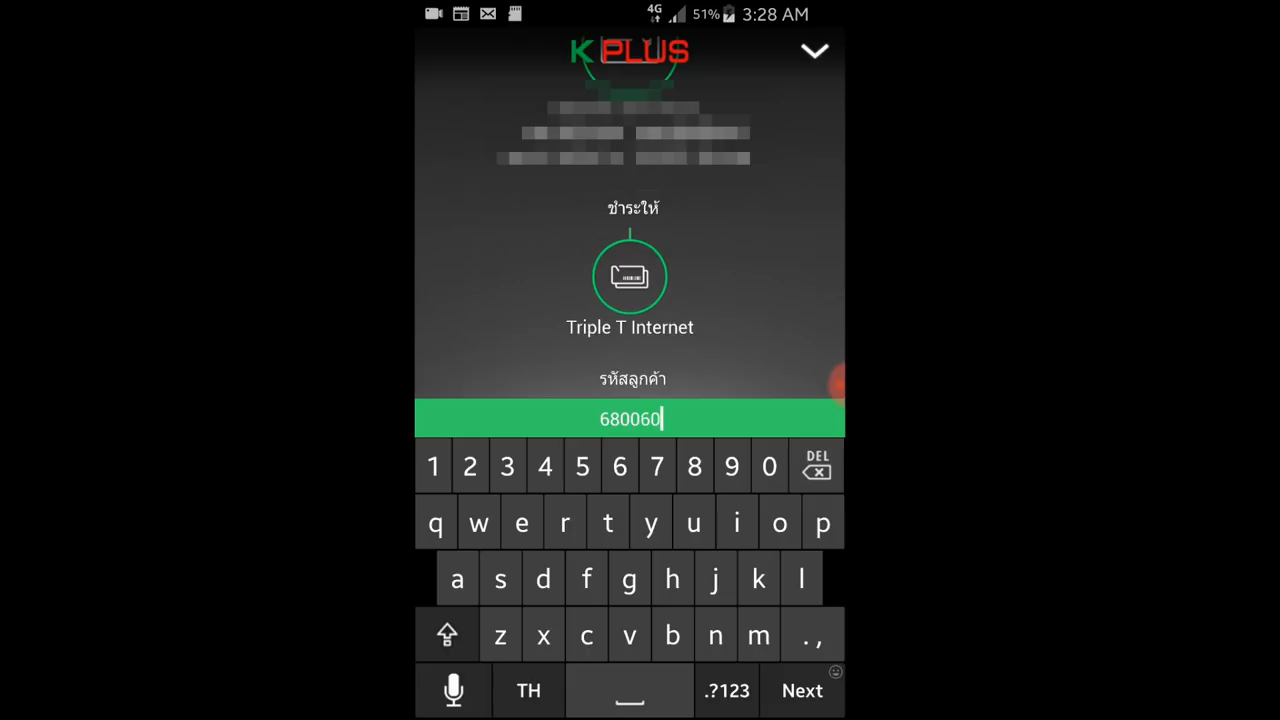 4G 51% 3:28 AM
K PLUS
ชำระให้
Triple T Internet
รหัสลูกค้า
680060
1 2 3 4 5 6 7 8 9 0 DEL
q w e r t y u i o p
a s d f g h j k l
z x c v b n m . ,
TH .?123 Next